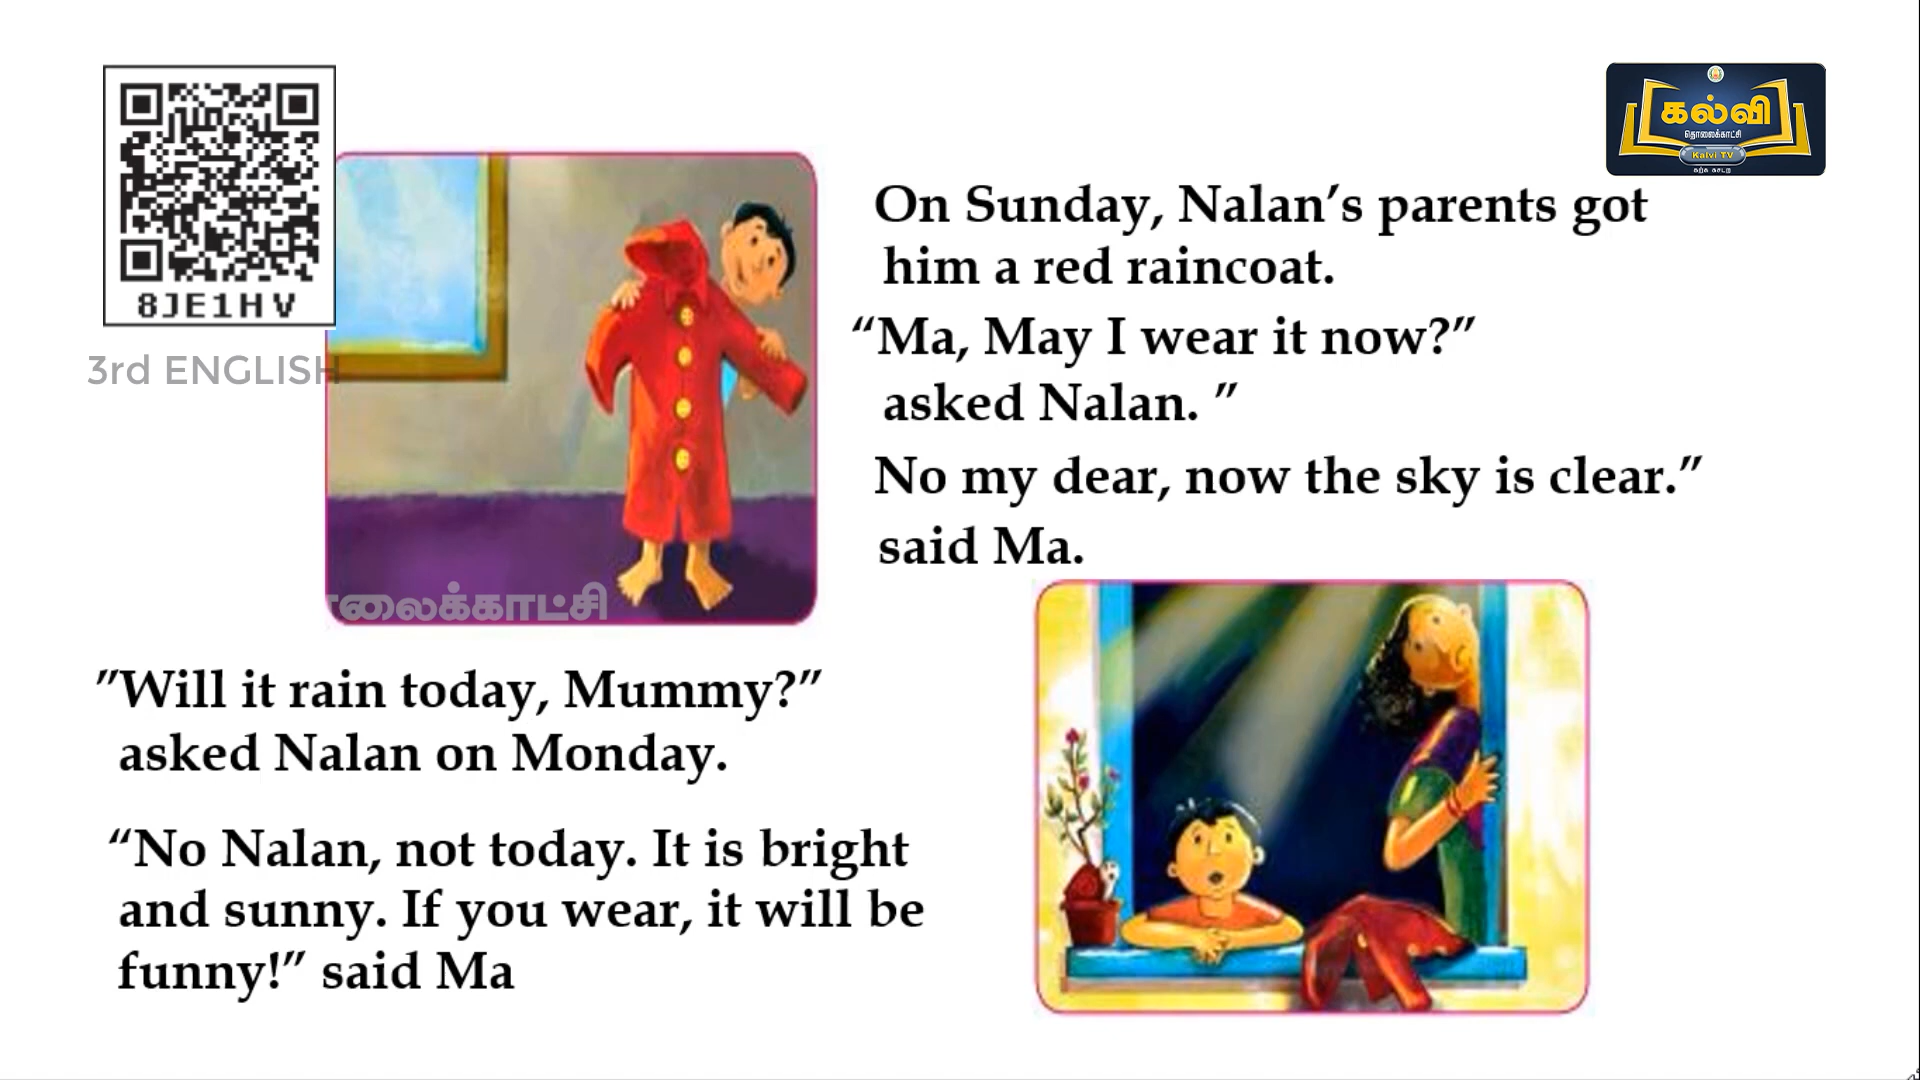 8JE1HV
3rd ENGLISH
கல்வி
தொலைக்காட்சி
Kalvi TV
கற்க கசடற
On Sunday, Nalan’s parents got
him a red raincoat.
“Ma, May I wear it now?”
asked Nalan. ”
No my dear, now the sky is clear.”
said Ma.
லைக்காட்சி
”Will it rain today, Mummy?”
asked Nalan on Monday.
“No Nalan, not today. It is bright
and sunny. If you wear, it will be
funny!” said Ma